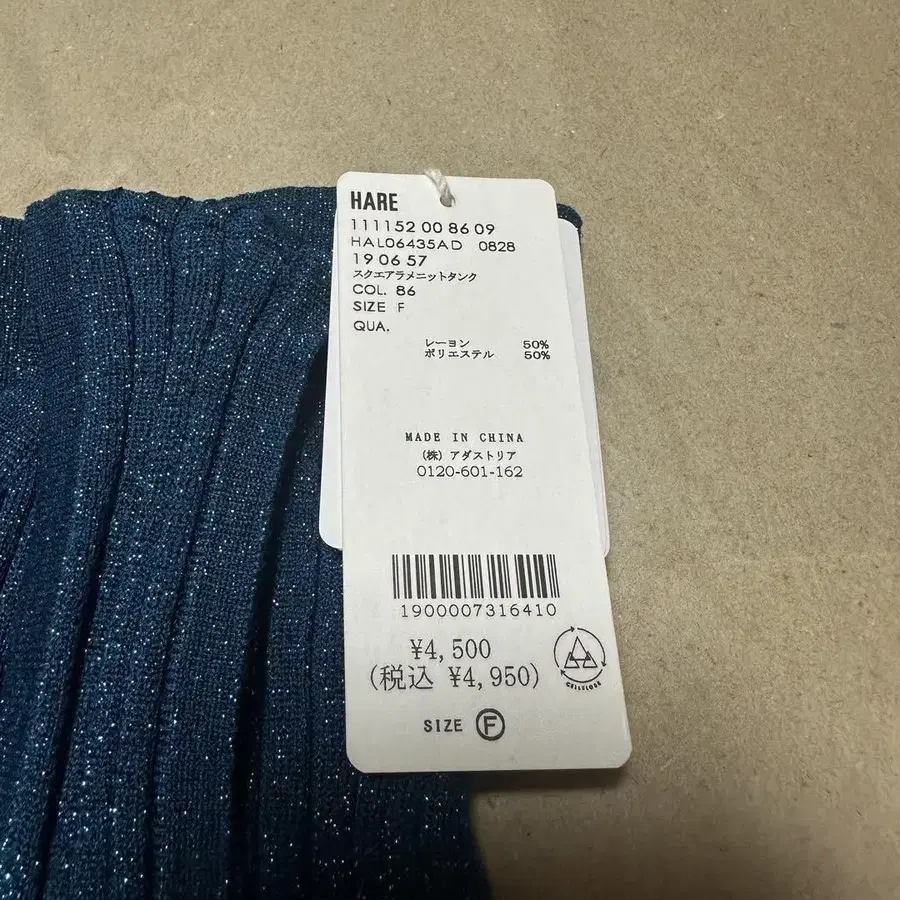 HARE
111152 00 86 09
HAL06435AD 0828
19 06 57
スクエアラメニットタンク
COL. 86
SIZE F
QUA.
レーヨン 50%
ポリエステル 50%
MADE IN CHINA
(株) アダストリア
0120-601-162
1900007316410
¥4,500
(税込 ¥4,950)
CELLULOSE
SIZE F